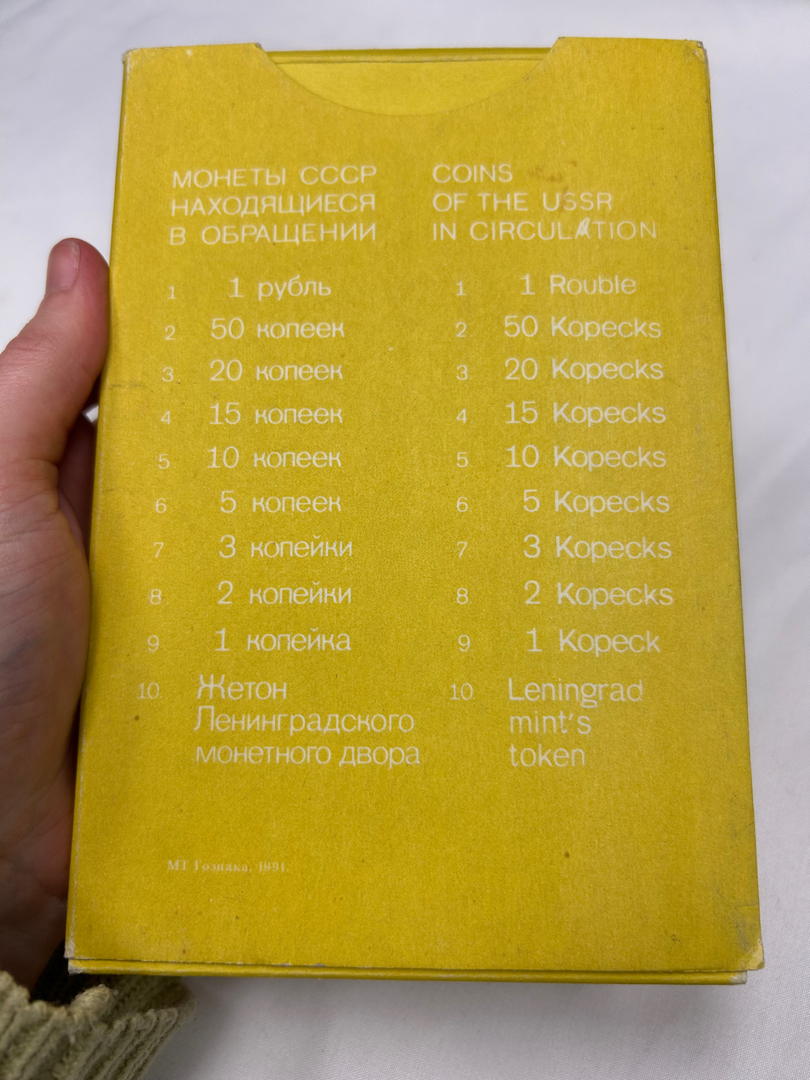 МОНЕТЫ СССР
НАХОДЯЩИЕСЯ
В ОБРАЩЕНИИ
1 1 рубль
2 50 копеек
3 20 копеек
4 15 копеек
5 10 копеек
6 5 копеек
7 3 копейки
8 2 копейки
9 1 копейка
10. Жетон
Ленинградского
монетного двора
COINS
OF THE USSR
IN CIRCULATION
1 1 Rouble
2 50 Kopecks
3 20 Kopecks
4 15 Kopecks
5 10 Kopecks
6 5 Kopecks
7 3 Kopecks
8 2 Kopecks
9 1 Kopeck
10. Leningrad
mint's
token
МТ Гознака,